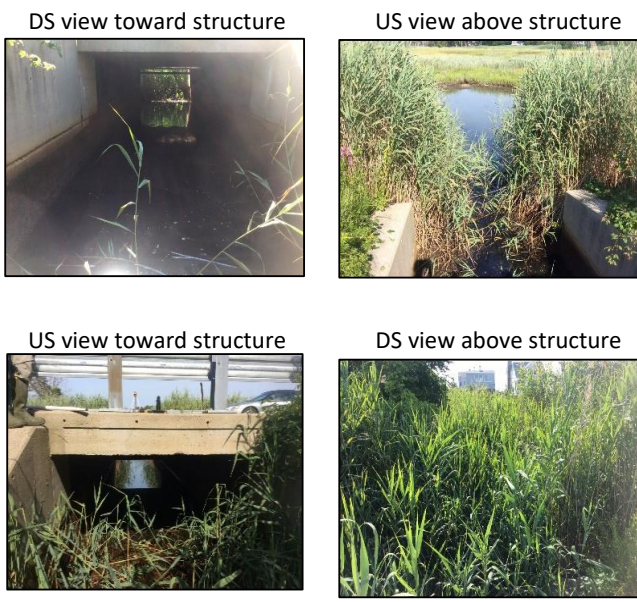 DS view toward structure
US view above structure
US view toward structure
DS view above structure